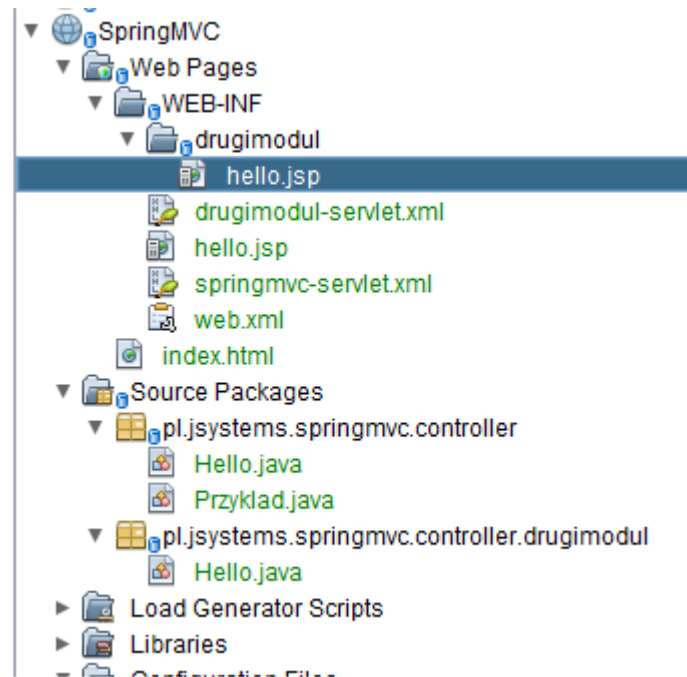 SpringMVC
Web Pages
WEB-INF
drugimodul
hello.jsp
drugimodul-servlet.xml
hello.jsp
springmvc-servlet.xml
web.xml
index.html
Source Packages
pl.jsystems.springmvc.controller
Hello.java
Przyklad.java
pl.jsystems.springmvc.controller.drugimodul
Hello.java
Load Generator Scripts
Libraries
Configuration Files